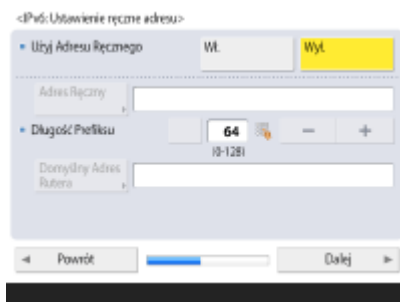 <IPv6: Ustawienie ręczne adresu>
Użyj Adresu Ręcznego
Wł.
Wył.
Adres Ręczny
Długość Prefiksu
64
(0-128)
Domyślny Adres
Rutera
Powrót
Dalej